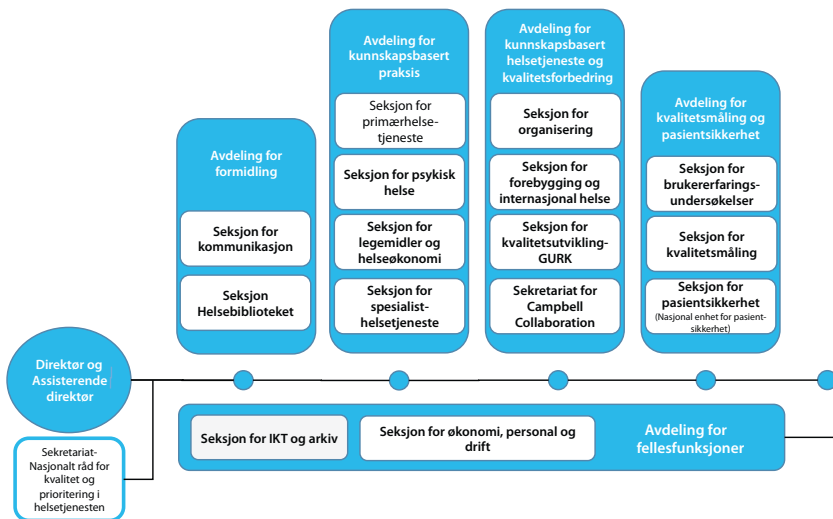 Avdeling for
formidling
Seksjon for
kommunikasjon
Seksjon
Helsebiblioteket
Avdeling for
kunnskapsbasert
praksis
Seksjon for
primærhelse-
tjeneste
Seksjon for psykisk
helse
Seksjon for
legemidler og
helseøkonomi
Seksjon for
spesialist-
helsetjeneste
Avdeling for
kunnskapsbasert
helsetjeneste og
kvalitetsforbedring
Seksjon for
organisering
Seksjon for
forebygging og
internasjonal helse
Seksjon for
kvalitetsutvikling-
GURK
Sekretariat for
Campbell
Collaboration
Avdeling for
kvalitetsmåling og
pasientsikkerhet
Seksjon for
brukererfarings-
undersøkelser
Seksjon for
kvalitetsmåling
Seksjon for
pasientsikkerhet
(Nasjonal enhet for pasient-
sikkerhet)
Direktør og
Assisterende
direktør
Sekretariat-
Nasjonalt råd for
kvalitet og
prioritering i
helsetjenesten
Seksjon for IKT og arkiv
Seksjon for økonomi, personal og
drift
Avdeling for
fellesfunksjoner